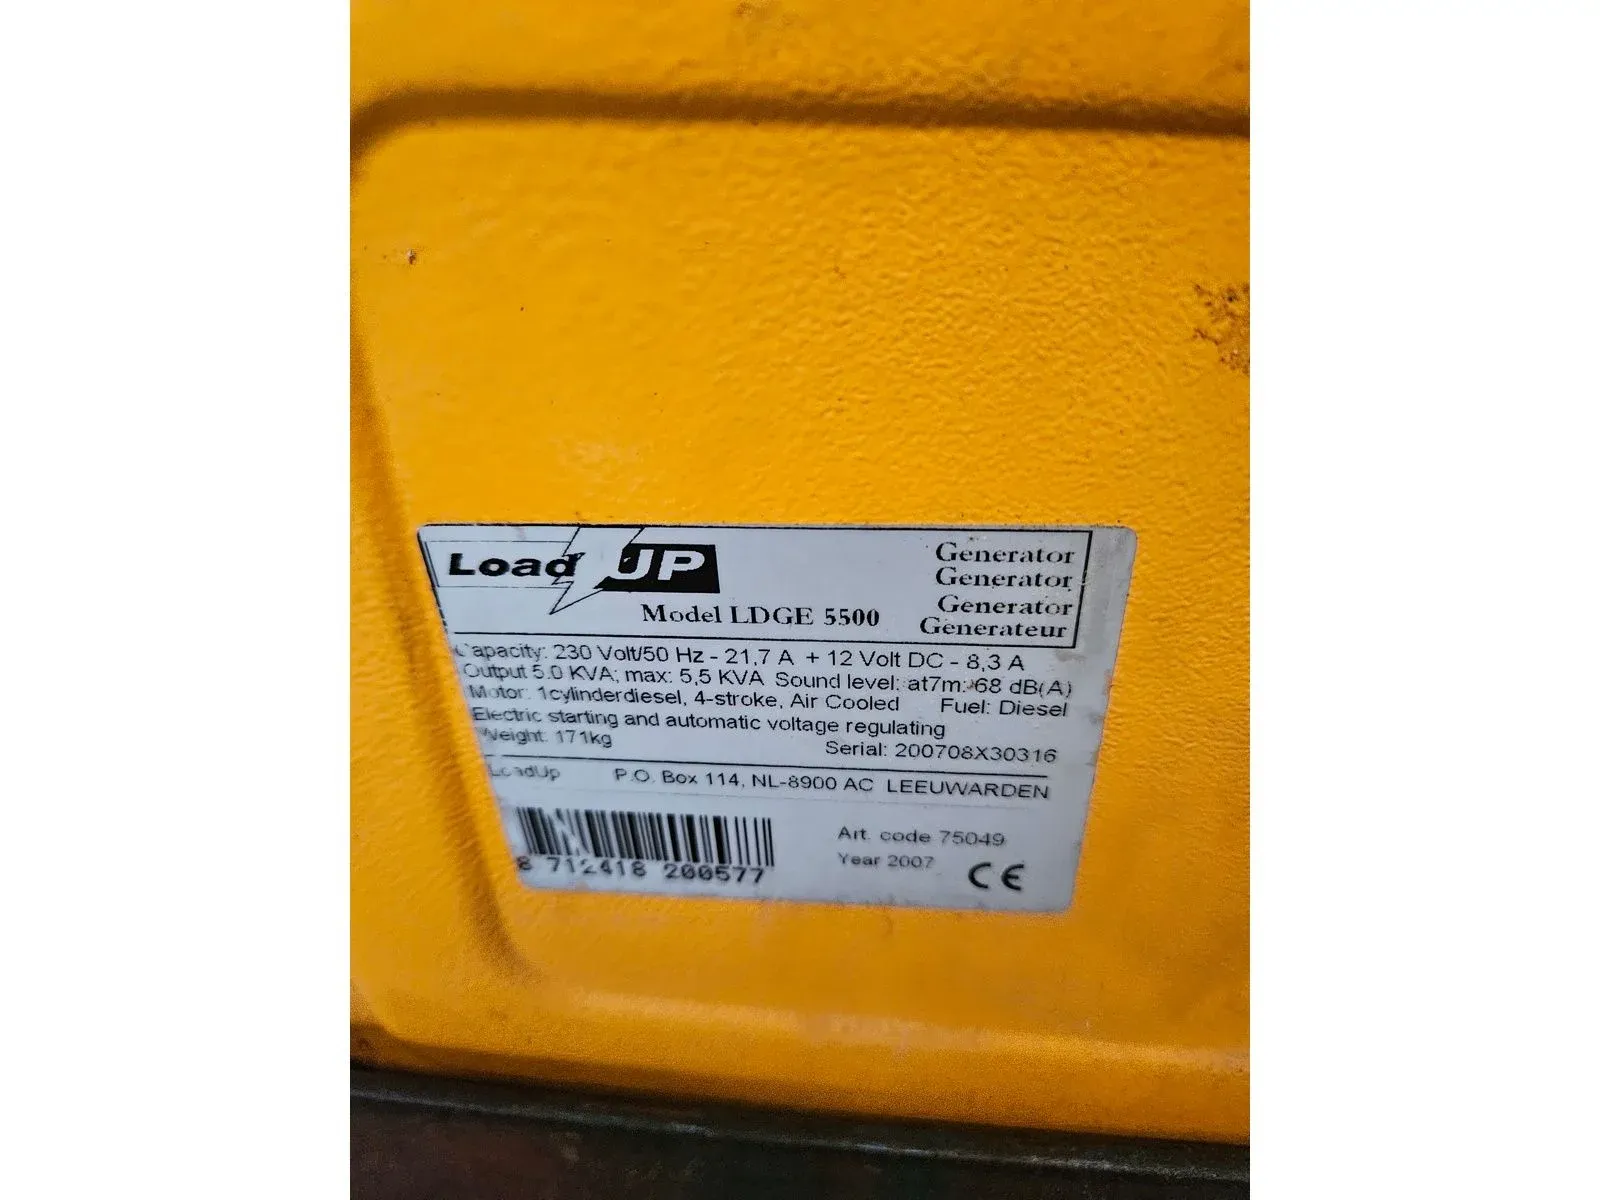 Load UP
Generator
Generator
Generator
Generateur
Model LDGE 5500
Capacity: 230 Volt/50 Hz - 21,7 A + 12 Volt DC - 8,3 A
Output 5.0 KVA; max: 5,5 KVA Sound level: at7m: 68 dB(A)
Motor: 1cylinderdiesel, 4-stroke, Air Cooled Fuel: Diesel
Electric starting and automatic voltage regulating
Weight: 171kg Serial: 200708X30316
LoadUp P.O. Box 114, NL-8900 AC LEEUWARDEN
Art. code 75049
Year 2007
CE
8 712418 200577